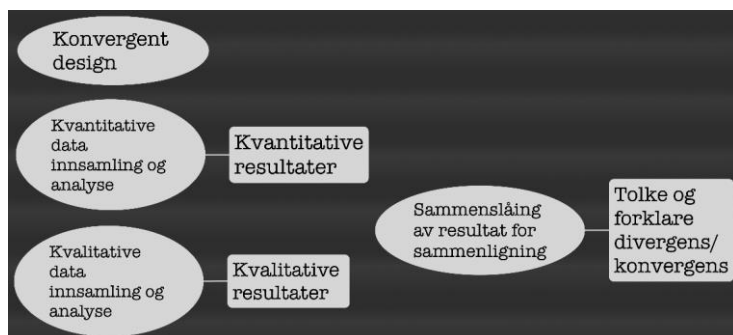 Konvergent
design
Kvantitative
data
innsamling og
analyse
Kvantitative
resultater
Kvalitative
data
innsamling og
analyse
Kvalitative
resultater
Sammenslåing
av resultat for
sammenligning
Tolke og
forklare
divergens/
konvergens